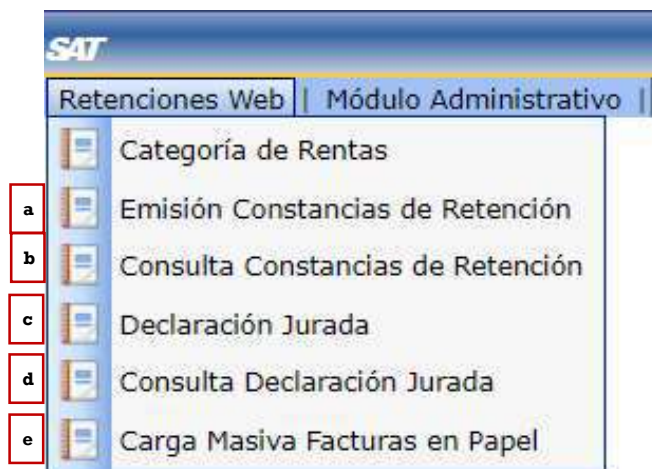 SAT
Retenciones Web | Módulo Administrativo |
Categoría de Rentas
a Emisión Constancias de Retención
b Consulta Constancias de Retención
c Declaración Jurada
d Consulta Declaración Jurada
e Carga Masiva Facturas en Papel